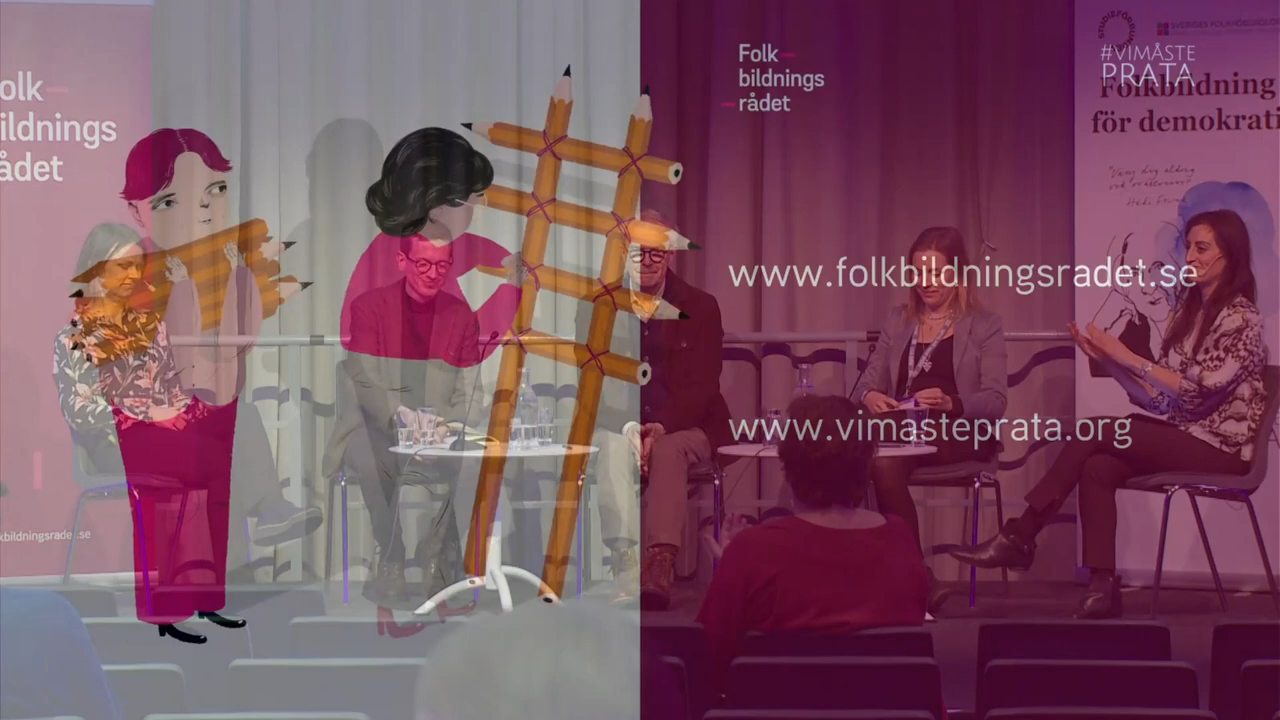 olk
ildnings
ådet
kbildningsradet.se
Folk
bildnings
rådet
www.folkbildningsradet.se
www.vimasteprata.org
#VIMÅSTE
PRATA
Folkbildning
för demokrati